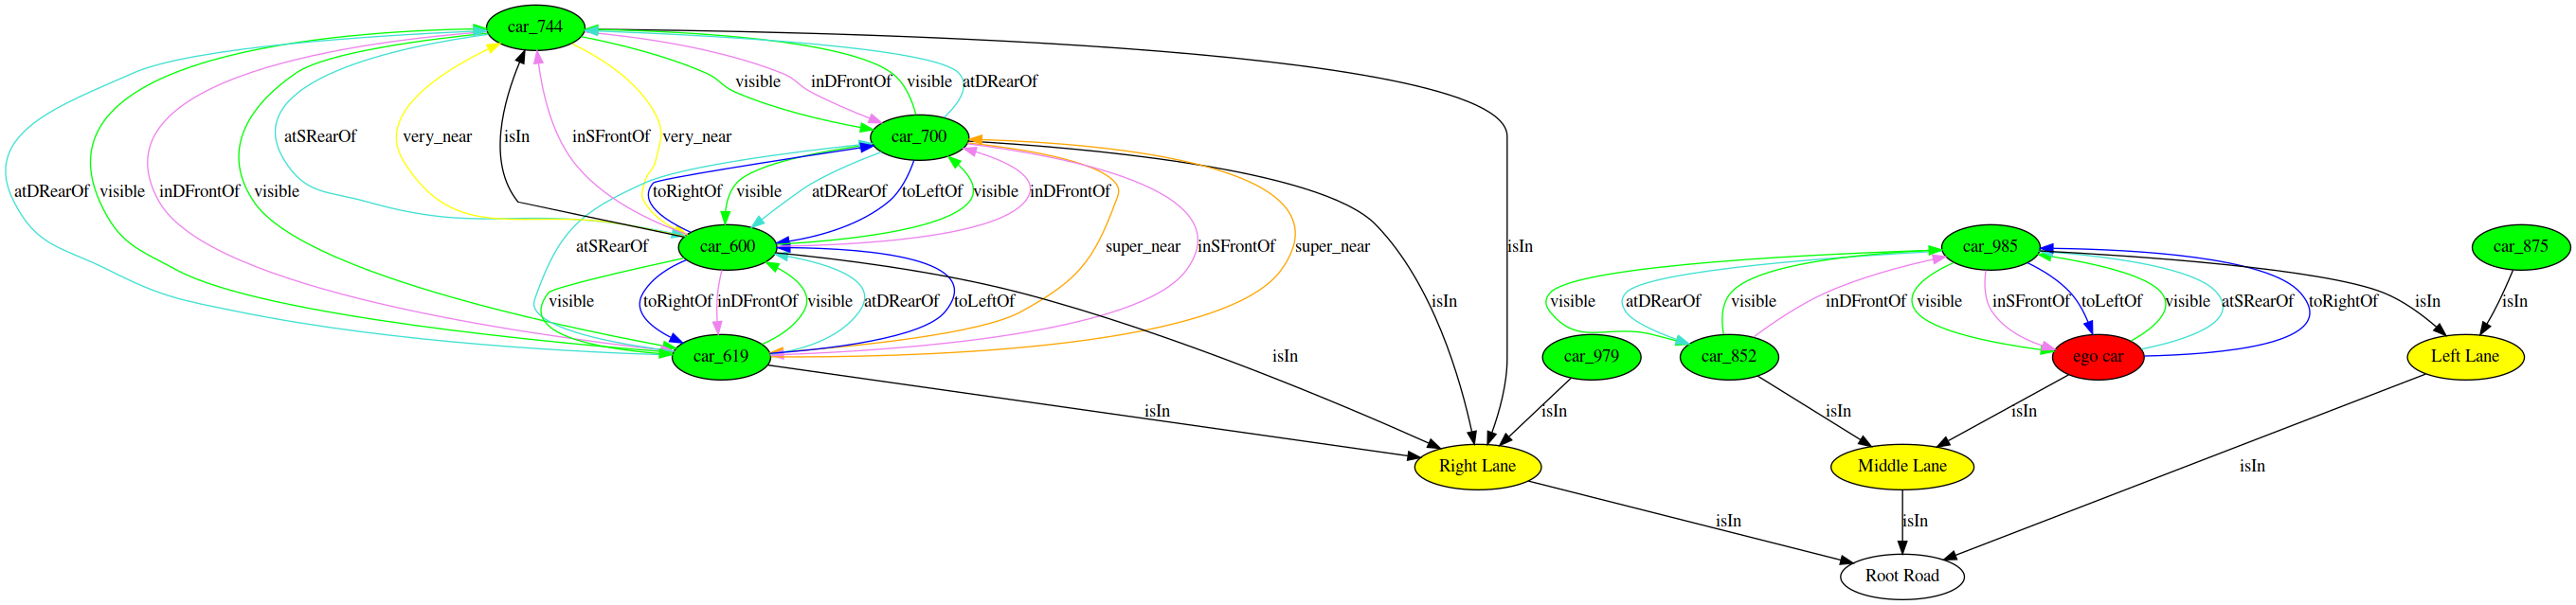 car_744
visible inDFrontOf visible atDRearOf
atSRearOf very_near isIn inSFrontOf very_near car_700
atDRearOf visible inDFrontOf visible toRightOf visible atDRearOf toLeftOf visible inDFrontOf
atSRearOf car_600 super_near inSFrontOf super_near isIn car_985 car_875
visible toRightOf inDFrontOf visible atDRearOf toLeftOf isIn visible atDRearOf visible inDFrontOf visible inSFrontOf toLeftOf visible atSRearOf toRightOf isIn isIn
car_619 isIn car_979 car_852 ego car Left Lane
isIn isIn isIn isIn
Right Lane Middle Lane isIn
isIn isIn
Root Road